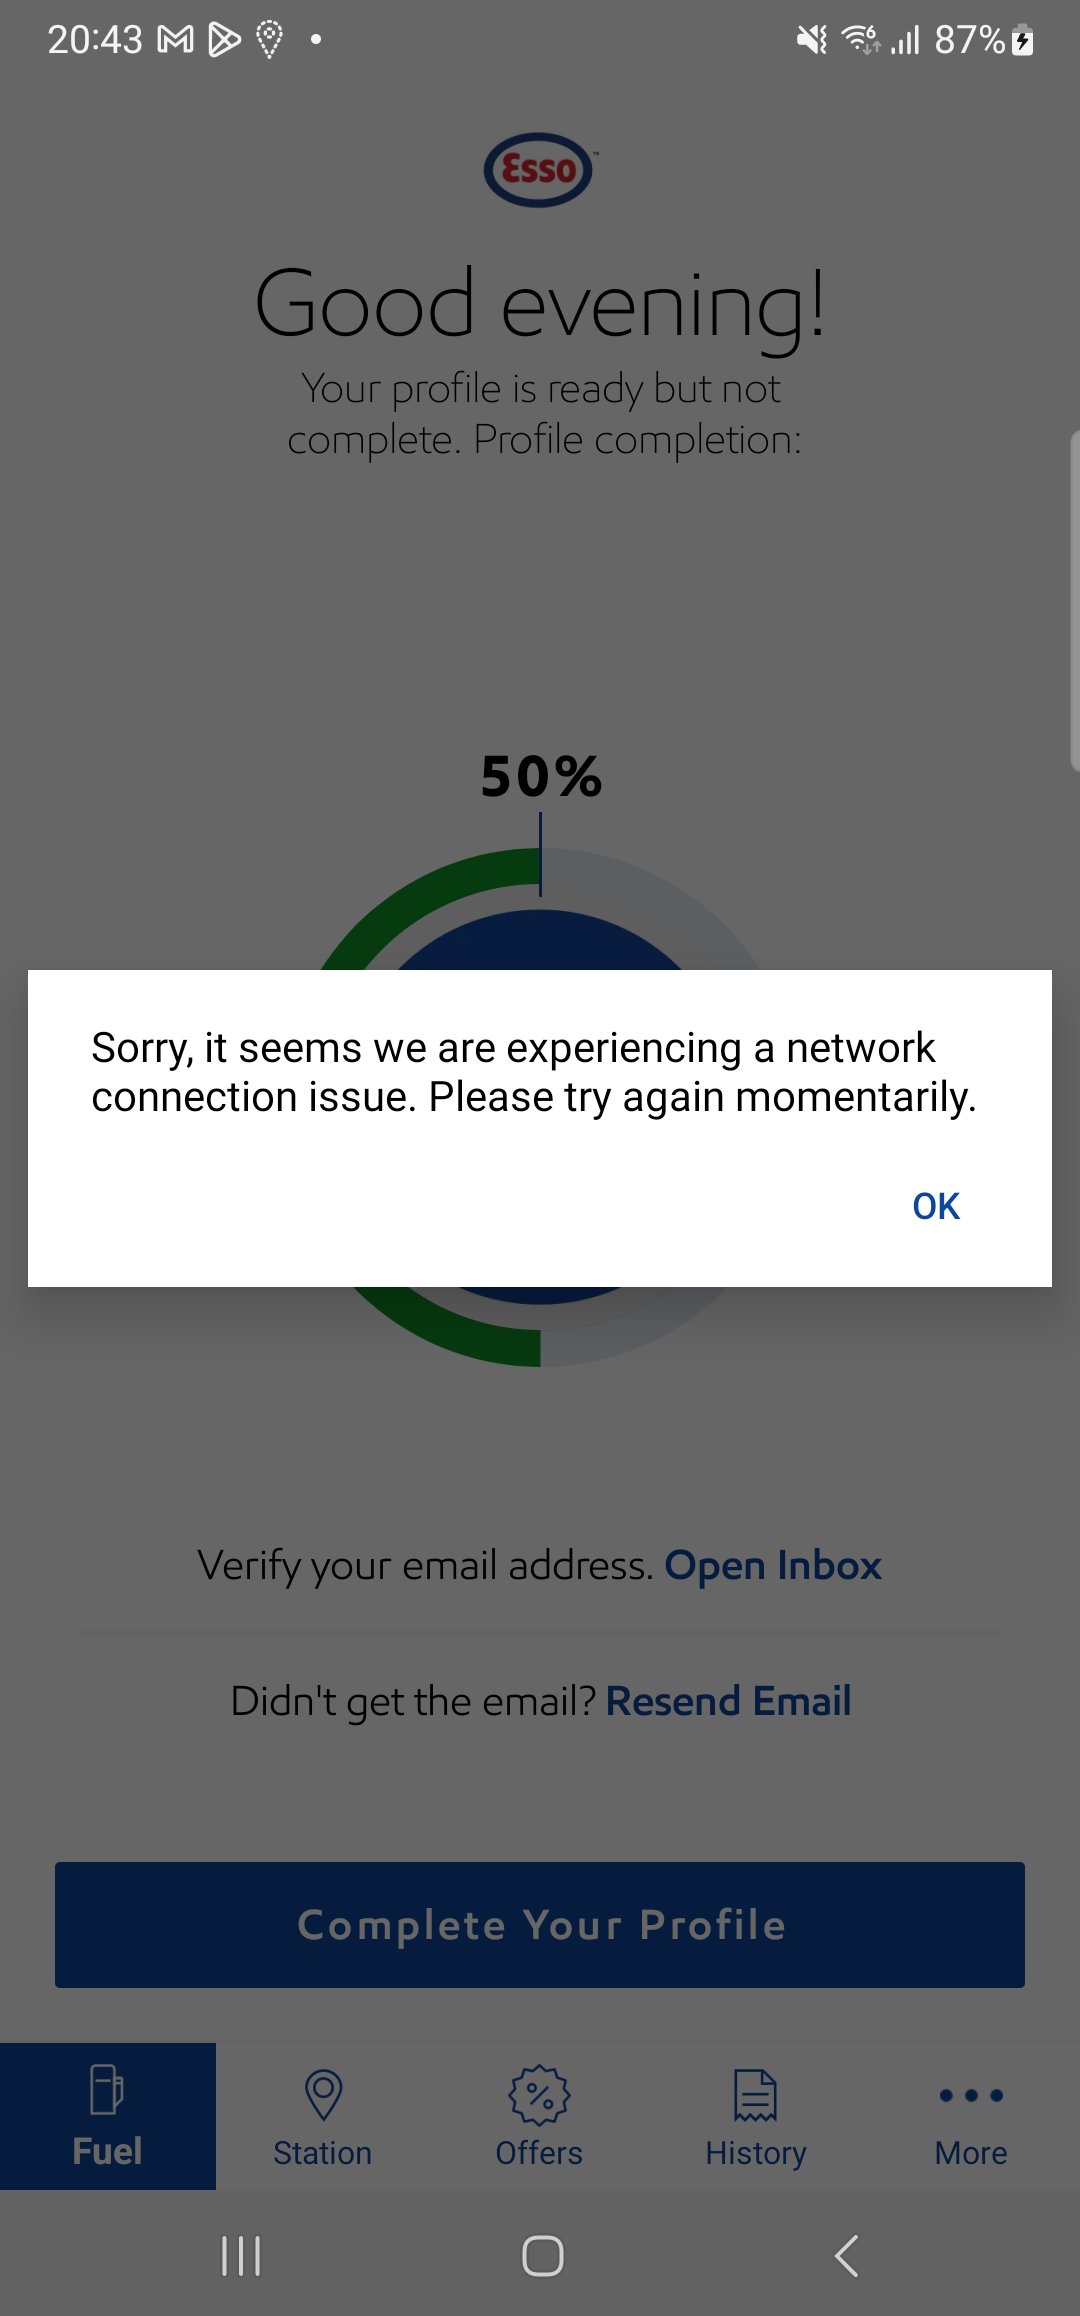 20:43
87%
Esso™
Good evening!
Your profile is ready but not
complete. Profile completion:
50%
Sorry, it seems we are experiencing a network
connection issue. Please try again momentarily.
OK
Verify your email address. Open Inbox
Didn't get the email? Resend Email
Complete Your Profile
Fuel
Station
Offers
History
More